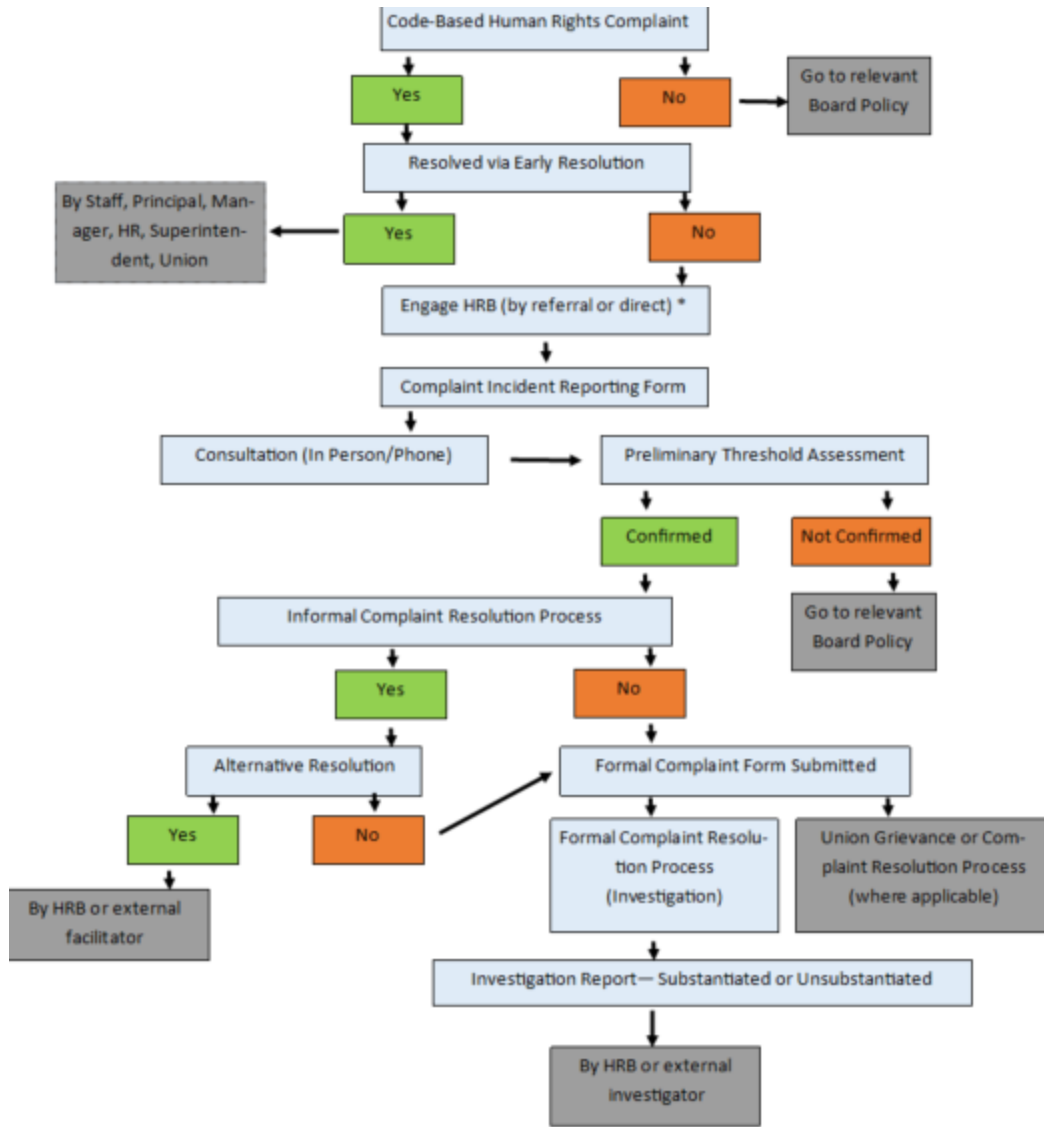 Code-Based Human Rights Complaint
Yes
No
Go to relevant
Board Policy
Resolved via Early Resolution
By Staff, Principal, Man-
ager, HR, Superinten-
dent, Union
Yes
No
Engage HRB (by referral or direct) *
Complaint Incident Reporting Form
Consultation (In Person/Phone)
Preliminary Threshold Assessment
Confirmed
Not Confirmed
Informal Complaint Resolution Process
Go to relevant
Board Policy
Yes
No
Alternative Resolution
Formal Complaint Form Submitted
Yes
No
Formal Complaint Resolu-
tion Process
(Investigation)
Union Grievance or Com-
plaint Resolution Process
(where applicable)
By HRB or external
facilitator
Investigation Report— Substantiated or Unsubstantiated
By HRB or external
investigator